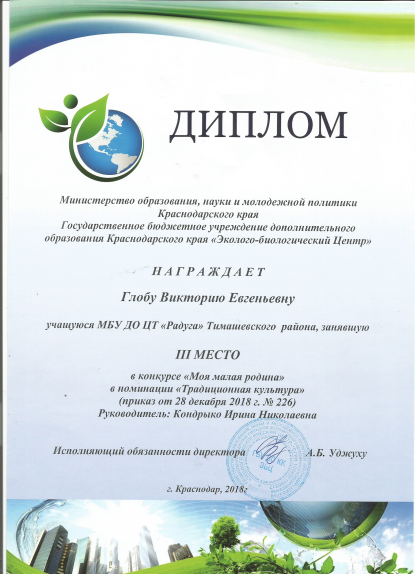 ДИПЛОМ
Министерство образования, науки и молодежной политики
Краснодарского края
Государственное бюджетное учреждение дополнительного
образования Краснодарского края «Эколого-биологический Центр»
НАГРАЖДАЕТ
Глобу Викторию Евгеньевну
учащуюся МБУ ДО ЦТ «Радуга» Тимашевского района, занявшую
III МЕСТО
в конкурсе «Моя малая родина»
в номинации «Традиционная культура»
(приказ от 28 декабря 2018 г. № 226)
Руководитель: Кондрыко Ирина Николаевна
Исполняющий обязанности директора А.Б. Уджуху
г. Краснодар, 2018г